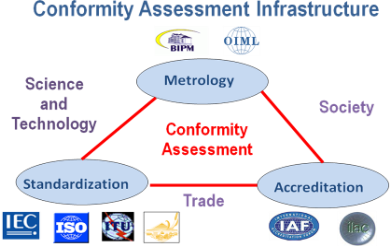 Conformity Assessment Infrastructure
BIPM
OIML
Metrology
Science
and
Technology
Society
Conformity
Assessment
Standardization
Accreditation
Trade
IEC
ISO
ITU
IAF
ilac